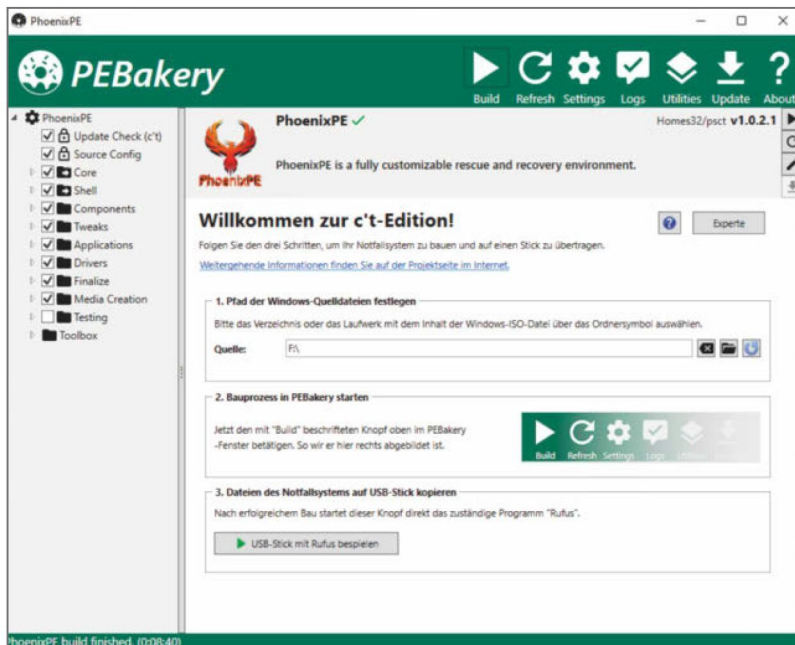 PhoenixPE
PEBakery
Build Refresh Settings Logs Utilities Update About
PhoenixPE
Update Check (c't)
Source Config
Core
Shell
Components
Tweaks
Applications
Drivers
Finalize
Media Creation
Testing
Toolbox
PhoenixPE
PhoenixPE
Homes32/psct v1.0.2.1
PhoenixPE is a fully customizable rescue and recovery environment.
Willkommen zur c't-Edition!
Experte
Folgen Sie den drei Schritten, um Ihr Notfallsystem zu bauen und auf einen Stick zu übertragen.
Weitergehende Informationen finden Sie auf der Projektseite im Internet.
1. Pfad der Windows-Quelldateien festlegen
Bitte das Verzeichnis oder das Laufwerk mit dem Inhalt der Windows-ISO-Datei über das Ordnersymbol auswählen.
Quelle: F:\
2. Bauprozess in PEBakery starten
Jetzt den mit "Build" beschrifteten Knopf oben im PEBakery
-Fenster betätigen. So wir er hier rechts abgebildet ist.
Build Refresh Settings Logs
3. Dateien des Notfallsystems auf USB-Stick kopieren
Nach erfolgreichem Bau startet dieser Knopf direkt das zuständige Programm "Rufus".
USB-Stick mit Rufus bespielen
PhoenixPE build finished. (0:08:40)